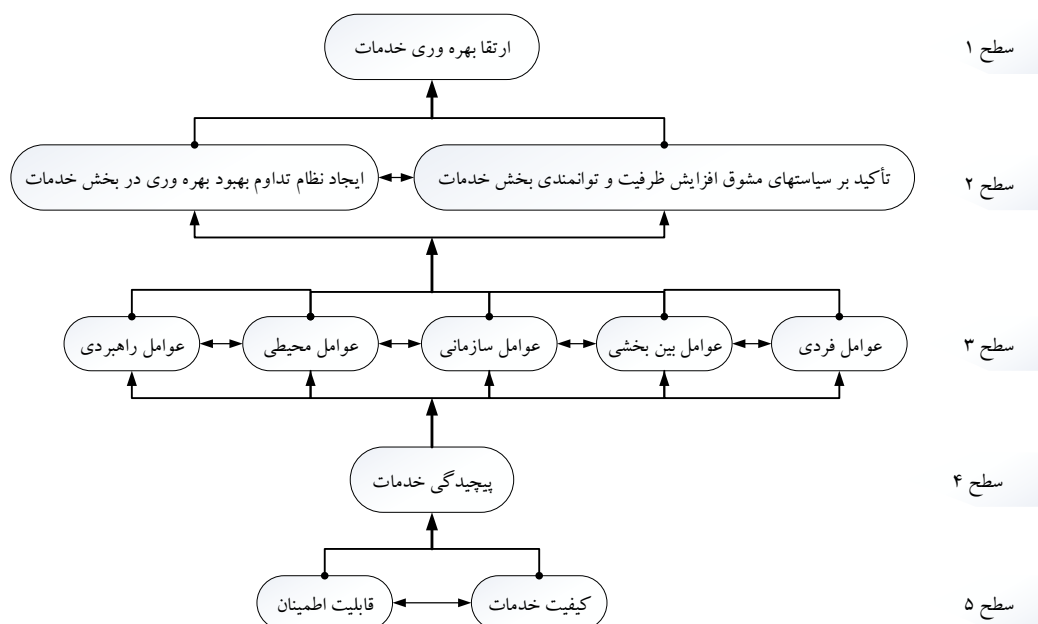 ارتقا بهره وری خدمات
سطح ۱
تأکید بر سیاستهای مشوق افزایش ظرفیت و توانمندی بخش خدمات
ایجاد نظام تداوم بهبود بهره وری در بخش خدمات
سطح ۲
عوامل فردی
عوامل بین بخشی
عوامل سازمانی
عوامل محیطی
عوامل راهبردی
سطح ۳
پیچیدگی خدمات
سطح ۴
کیفیت خدمات
قابلیت اطمینان
سطح ۵